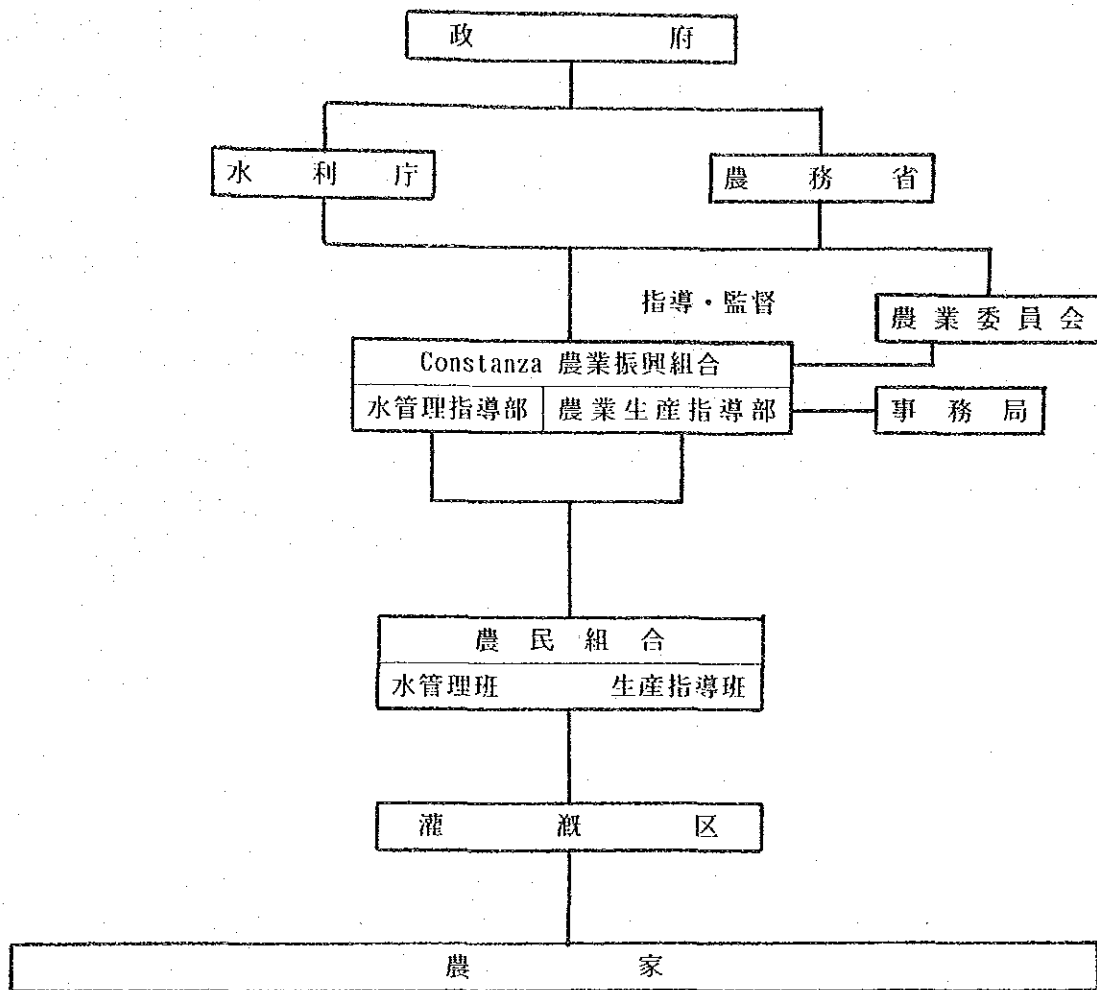 政府
水利庁
農務省
指導・監督
農業委員会
Constanza 農業振興組合
水管理指導部 農業生産指導部
事務局
農民組合
水管理班 生産指導班
灌漑区
農家